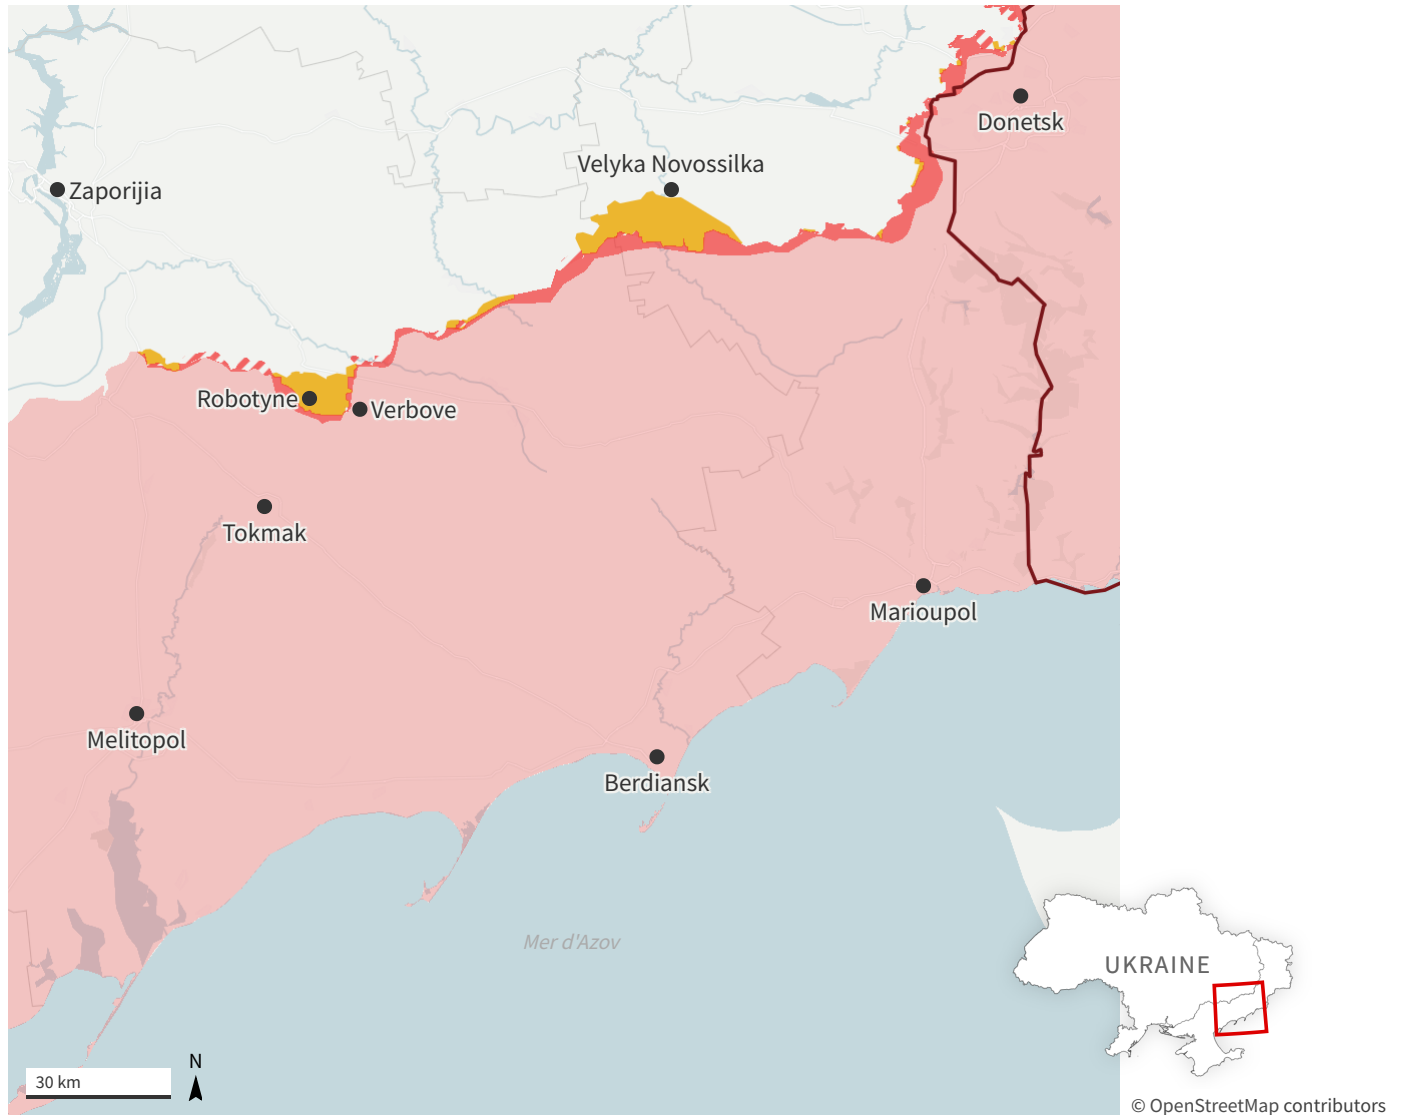 Donetsk
Velyka Novossilka
Zaporijia
Robotyne
Verbove
Tokmak
Marioupol
Melitopol
Berdiansk
Mer d'Azov
UKRAINE
N
30 km
© OpenStreetMap contributors